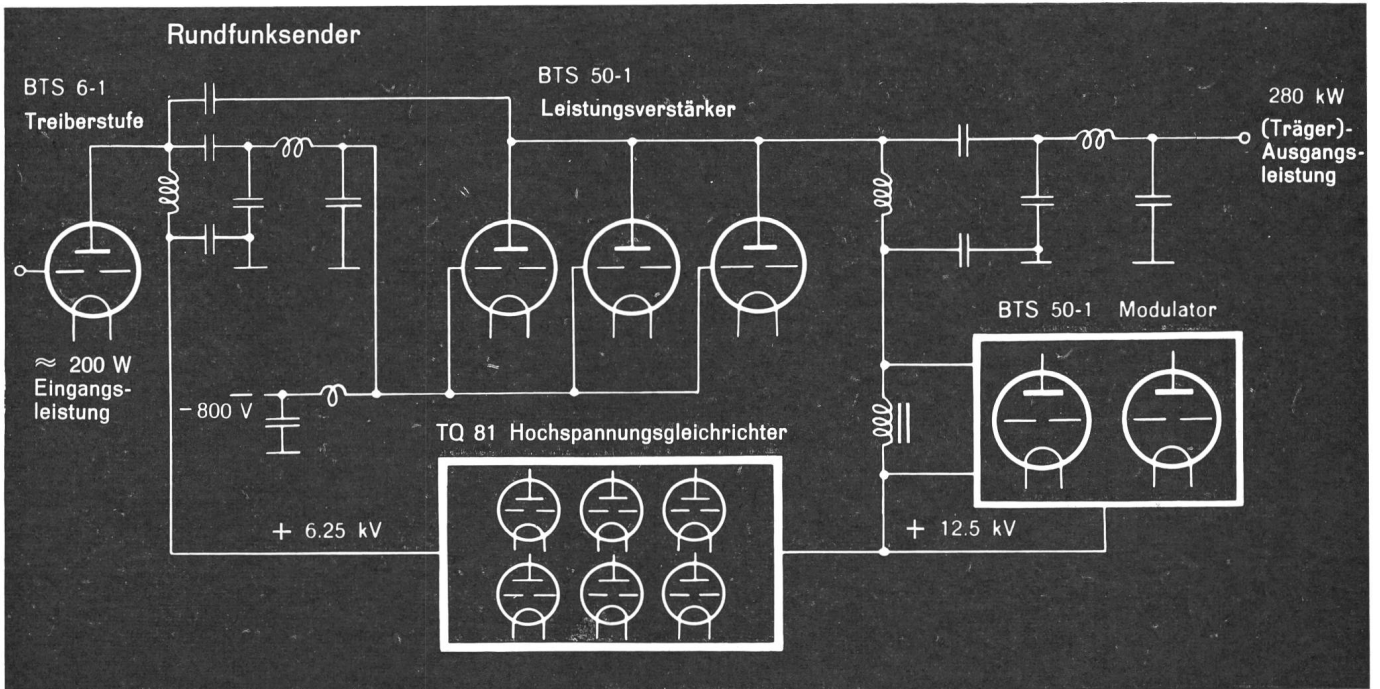 Rundfunksender
BTS 6-1
Treiberstufe
BTS 50-1
Leistungsverstärker
280 kW
(Träger)-
Ausgangs-
leistung
≈ 200 W
Eingangs-
leistung
BTS 50-1 Modulator
− 800 V
TQ 81 Hochspannungsgleichrichter
+ 6.25 kV
+ 12.5 kV